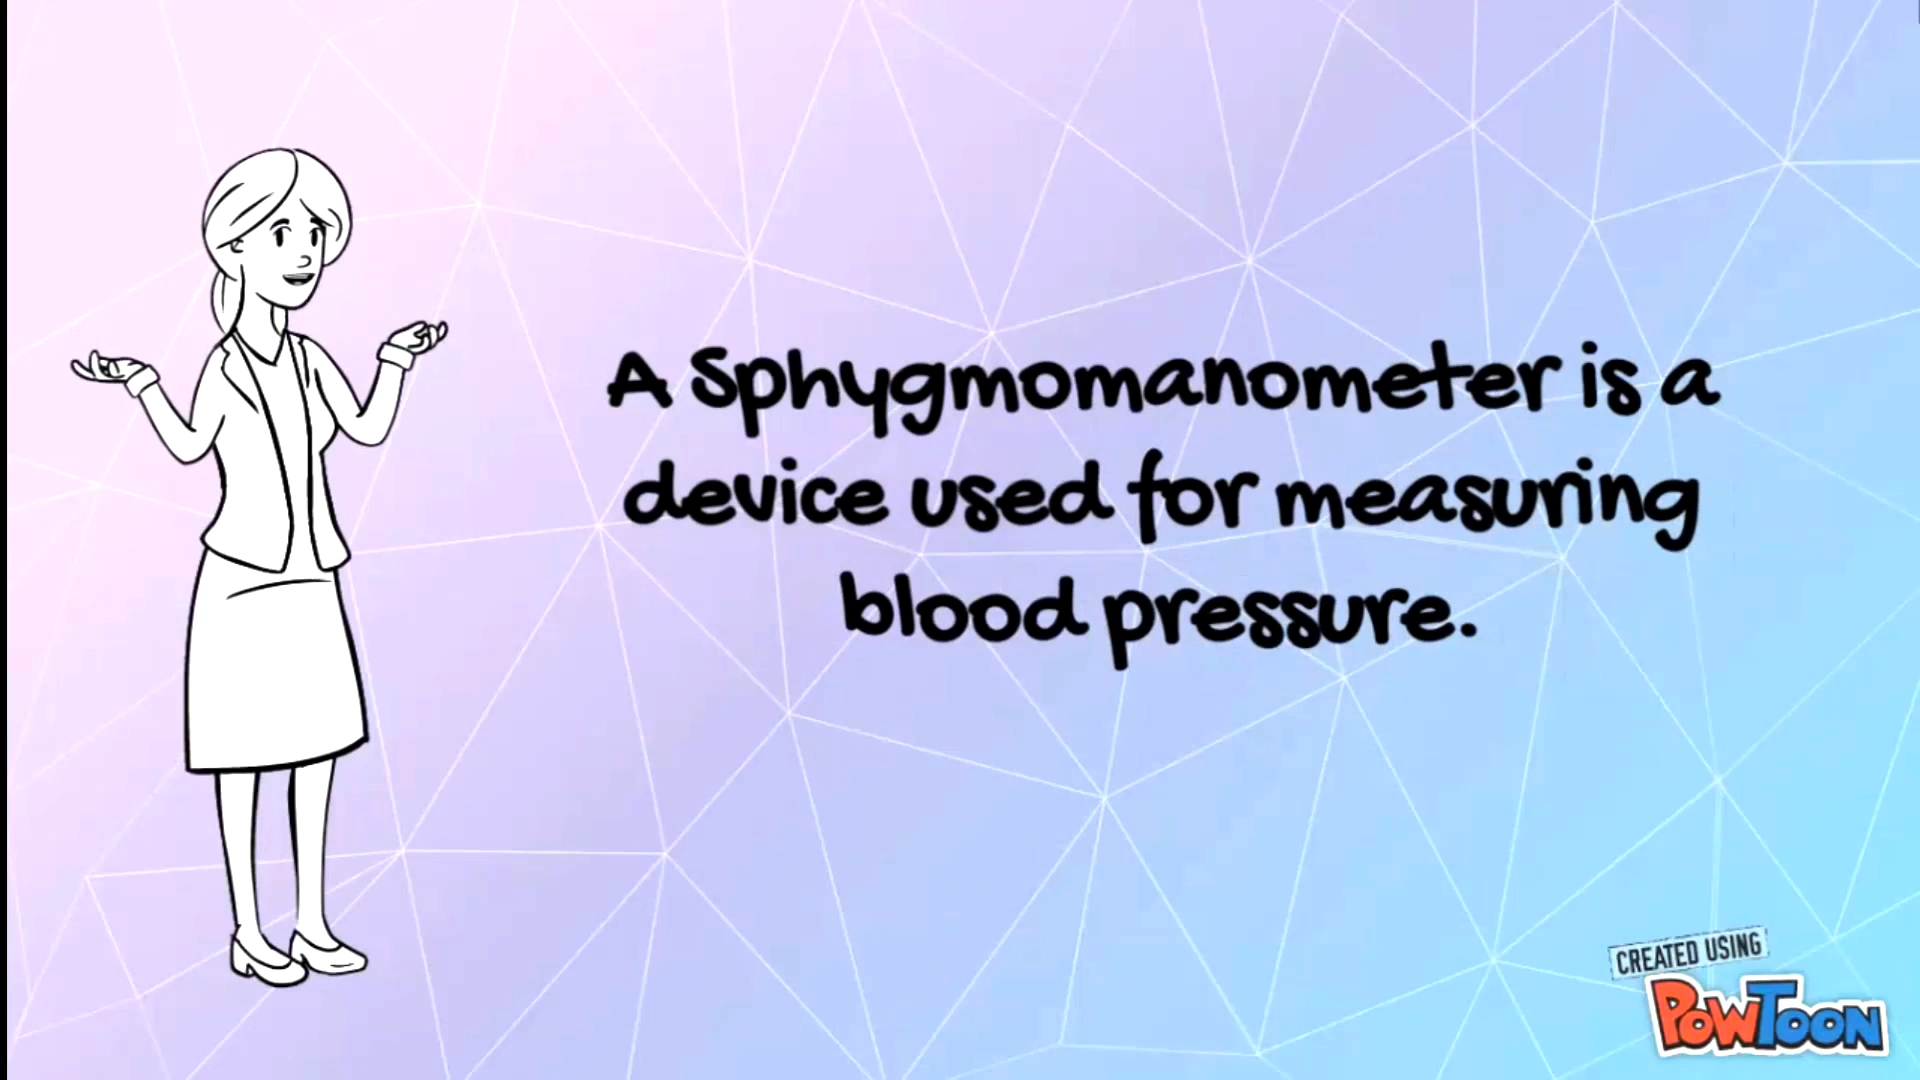 A Sphygmomanometer is a
device used for measuring
blood pressure.
CREATED USING
POWTOON